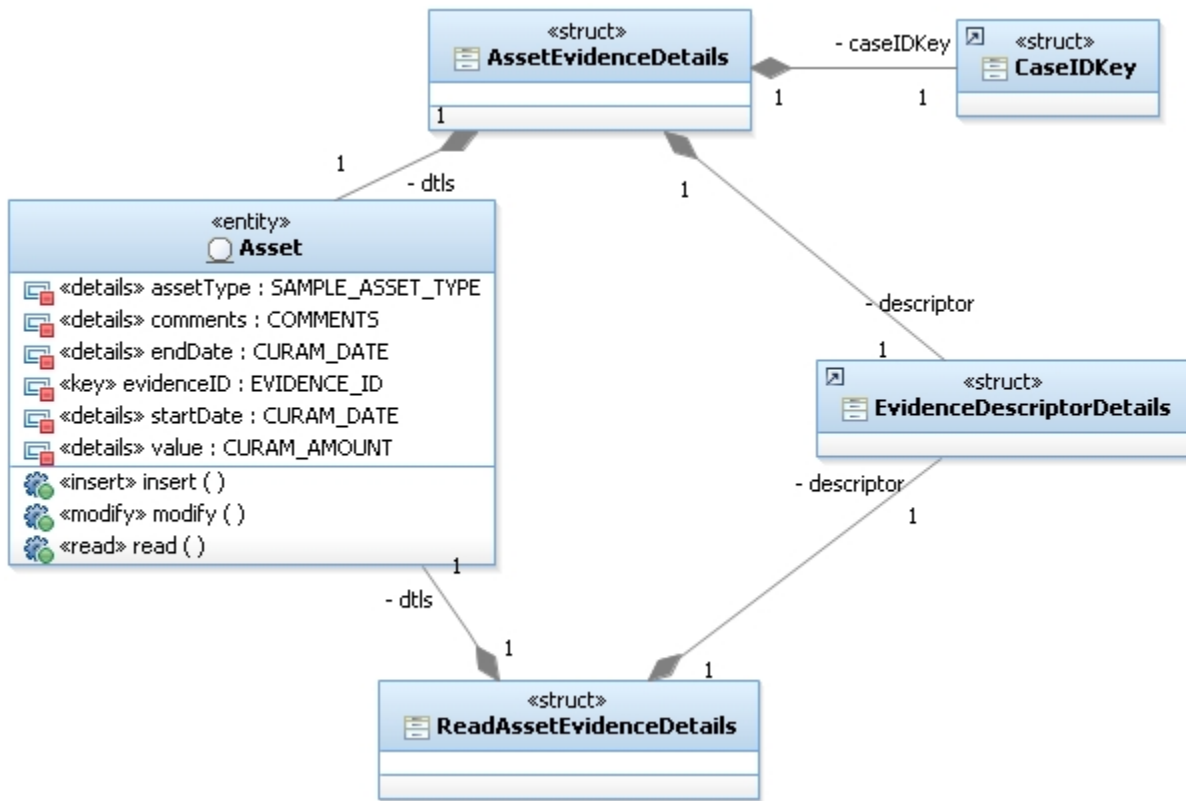 «struct»
AssetEvidenceDetails
- caseIDKey
«struct»
CaseIDKey
1
1
1
1
- dtls
1
«entity»
Asset
«details» assetType : SAMPLE_ASSET_TYPE
«details» comments : COMMENTS
«details» endDate : CURAM_DATE
«key» evidenceID : EVIDENCE_ID
«details» startDate : CURAM_DATE
«details» value : CURAM_AMOUNT
«insert» insert ( )
«modify» modify ( )
«read» read ( )
- descriptor
1
«struct»
EvidenceDescriptorDetails
- descriptor
1
1
- dtls
1
1
«struct»
ReadAssetEvidenceDetails